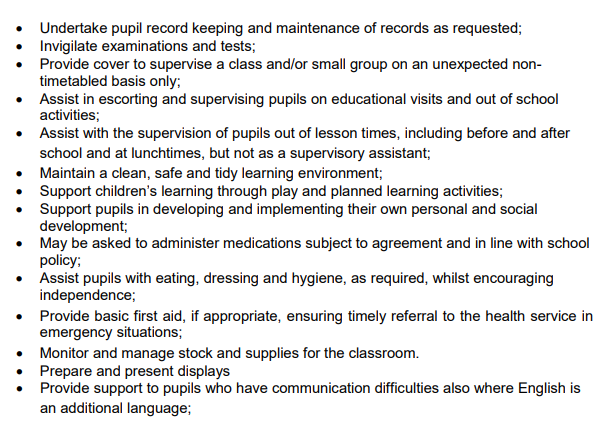 • Undertake pupil record keeping and maintenance of records as requested;
• Invigilate examinations and tests;
• Provide cover to supervise a class and/or small group on an unexpected non-
timetabled basis only;
• Assist in escorting and supervising pupils on educational visits and out of school
activities;
• Assist with the supervision of pupils out of lesson times, including before and after
school and at lunchtimes, but not as a supervisory assistant;
• Maintain a clean, safe and tidy learning environment;
• Support children’s learning through play and planned learning activities;
• Support pupils in developing and implementing their own personal and social
development;
• May be asked to administer medications subject to agreement and in line with school
policy;
• Assist pupils with eating, dressing and hygiene, as required, whilst encouraging
independence;
• Provide basic first aid, if appropriate, ensuring timely referral to the health service in
emergency situations;
• Monitor and manage stock and supplies for the classroom.
• Prepare and present displays
• Provide support to pupils who have communication difficulties also where English is
an additional language;